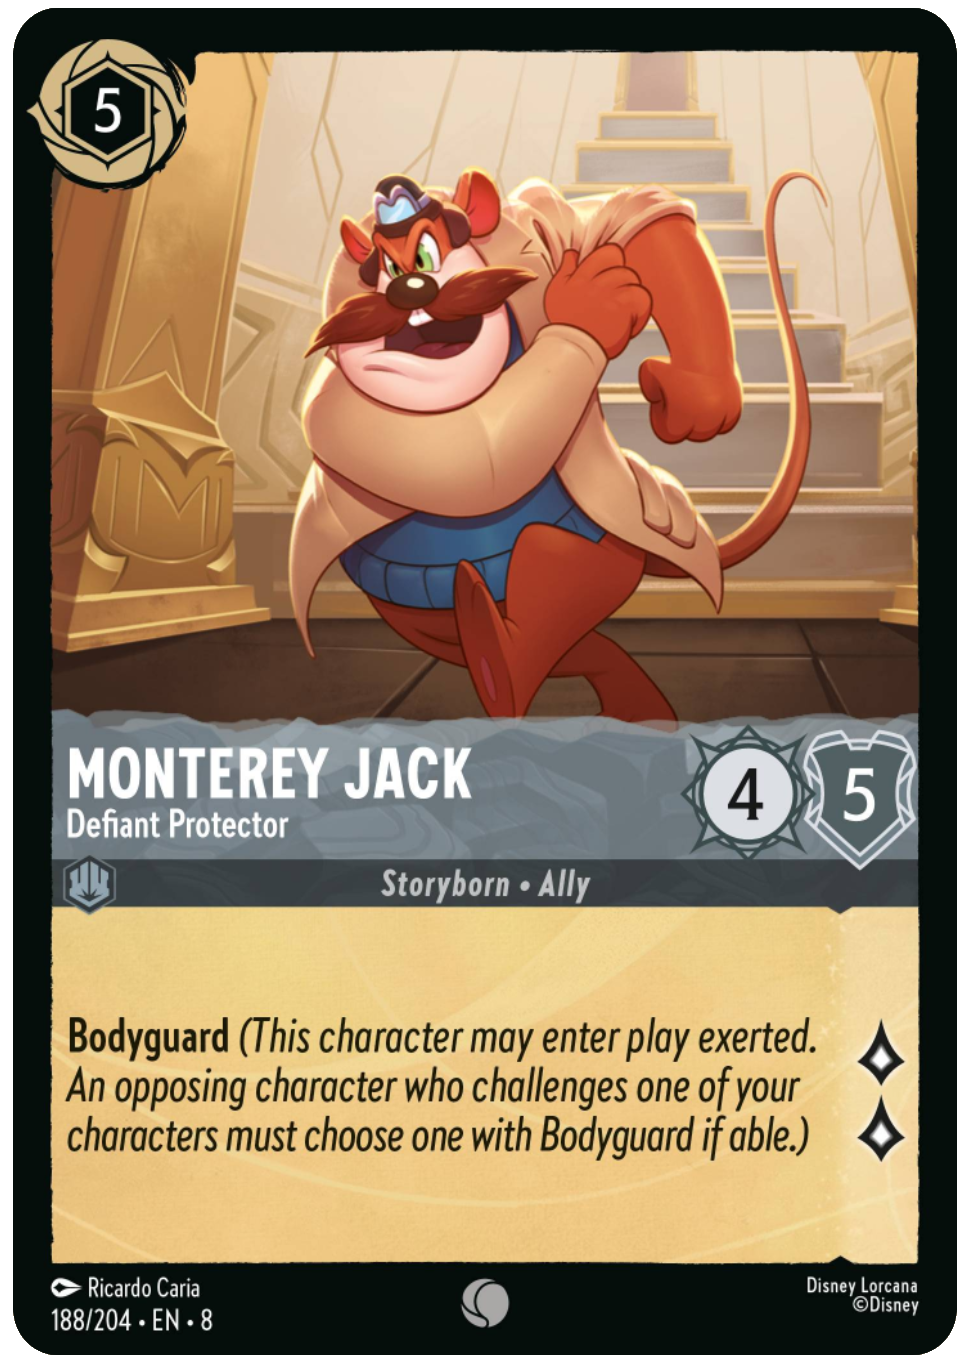 5
MONTEREY JACK
Defiant Protector
4
5
Storyborn • Ally
Bodyguard (This character may enter play exerted.
An opposing character who challenges one of your
characters must choose one with Bodyguard if able.)
Ricardo Caria
188/204 • EN • 8
Disney Lorcana
©Disney